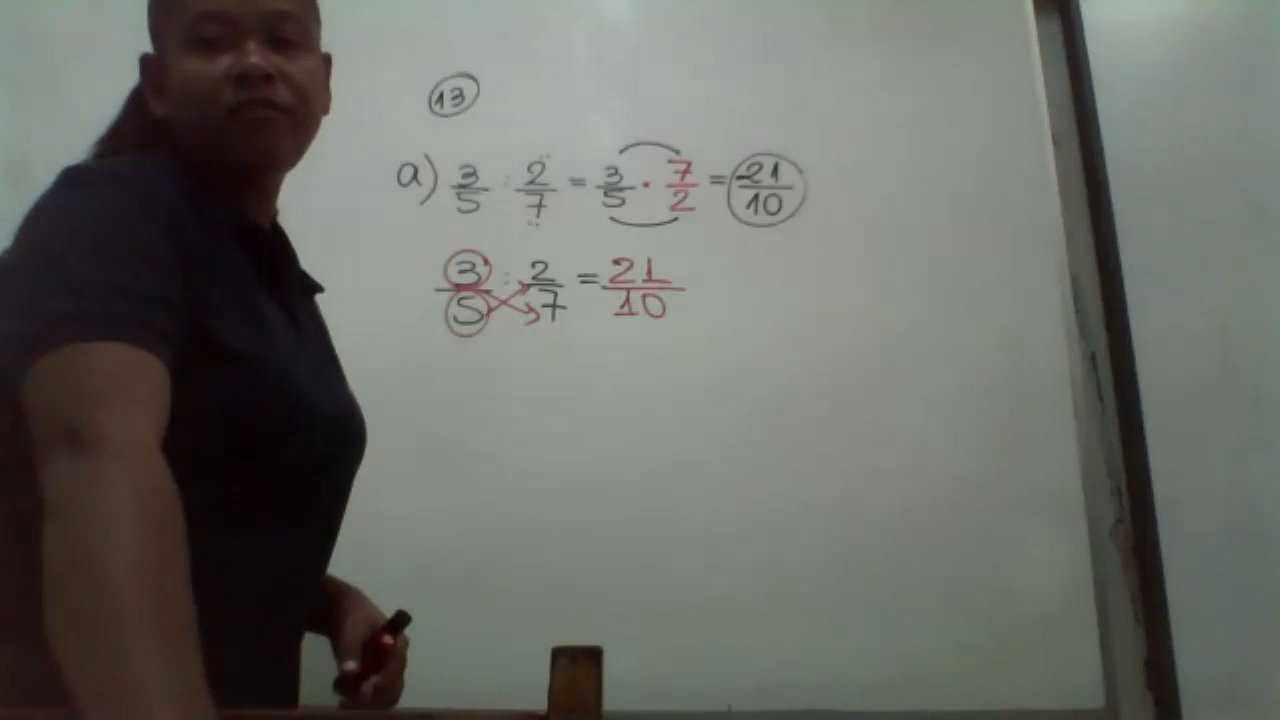 13
a) 3/5 : 2/7 = 3/5 · 7/2 = 21/10
3/5 : 2/7 = 21/10